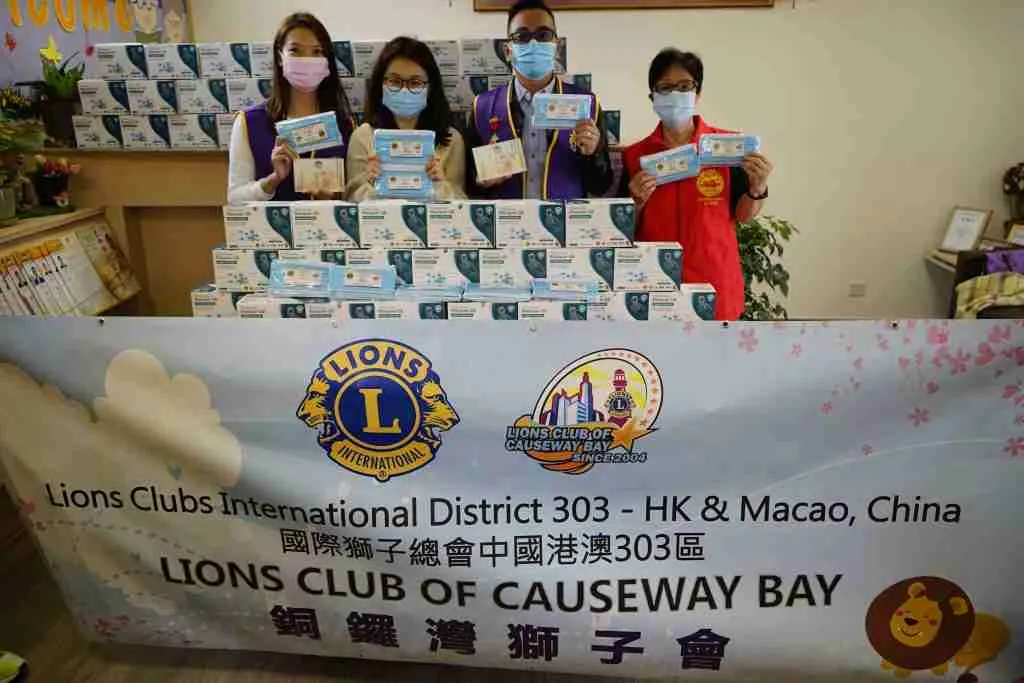 LIONS
L
INTERNATIONAL
LIONS CLUB OF
CAUSEWAY BAY
SINCE 2004
Lions Clubs International District 303 - HK & Macao, China
國際獅子總會中國港澳303區
LIONS CLUB OF CAUSEWAY BAY
銅鑼灣獅子會